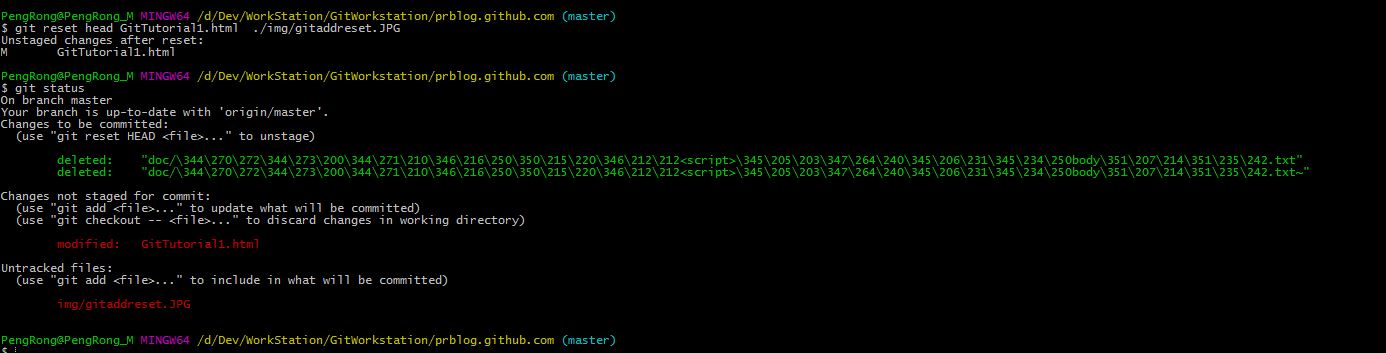 PengRong@PengRong_M MINGW64 /d/Dev/WorkStation/GitWorkstation/prblog.github.com (master)
$ git reset head GitTutorial1.html  ./img/gitaddreset.JPG
Unstaged changes after reset:
M       GitTutorial1.html
PengRong@PengRong_M MINGW64 /d/Dev/WorkStation/GitWorkstation/prblog.github.com (master)
$ git status
On branch master
Your branch is up-to-date with 'origin/master'.
Changes to be committed:
  (use "git reset HEAD <file>..." to unstage)
        deleted:    "doc/\344\270\272\344\273\200\344\271\210\346\216\250\350\215\220\346\212\212<script>\345\205\203\347\264\240\345\206\231\345\234\250body\351\207\214\351\235\242.txt"
        deleted:    "doc/\344\270\272\344\273\200\344\271\210\346\216\250\350\215\220\346\212\212<script>\345\205\203\347\264\240\345\206\231\345\234\250body\351\207\214\351\235\242.txt~"
Changes not staged for commit:
  (use "git add <file>..." to update what will be committed)
  (use "git checkout -- <file>..." to discard changes in working directory)
        modified:   GitTutorial1.html
Untracked files:
  (use "git add <file>..." to include in what will be committed)
        img/gitaddreset.JPG
PengRong@PengRong_M MINGW64 /d/Dev/WorkStation/GitWorkstation/prblog.github.com (master)
$